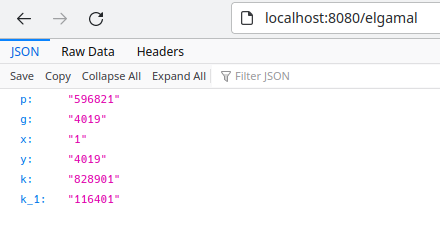 localhost:8080/elgamal
JSON Raw Data Headers
Save Copy Collapse All Expand All Filter JSON
p: "596821"
g: "4019"
x: "1"
y: "4019"
k: "828901"
k_1: "116401"